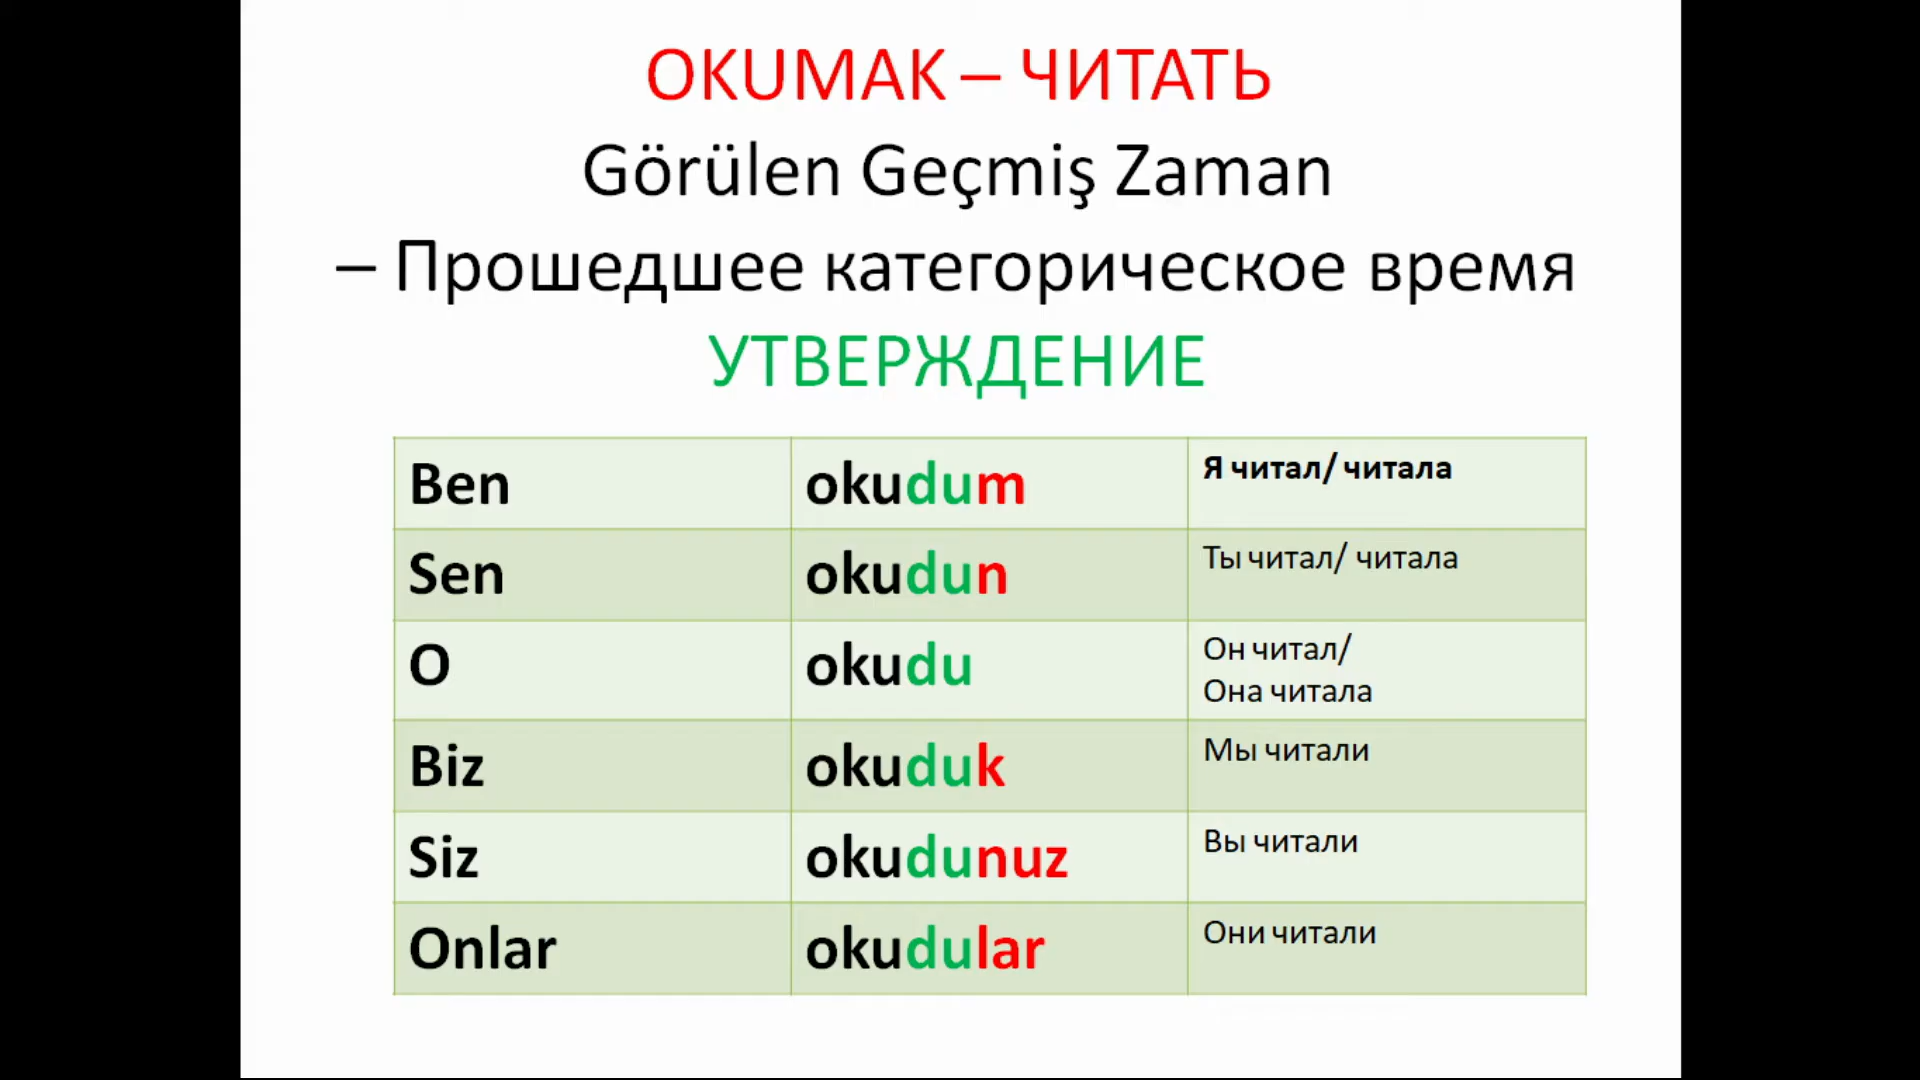 OKUMAK – ЧИТАТЬ
Görülen Geçmiş Zaman
– Прошедшее категорическое время
УТВЕРЖДЕНИЕ
Ben okudum Я читал/ читала
Sen okudun Ты читал/ читала
O okudu Он читал/
Она читала
Biz okuduk Мы читали
Siz okudunuz Вы читали
Onlar okudular Они читали